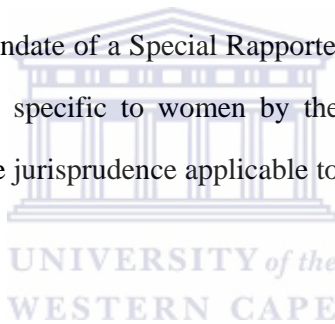 ndate of a Special Rapporte
specific to women by the
e jurisprudence applicable to
UNIVERSITY of the
WESTERN CAPE